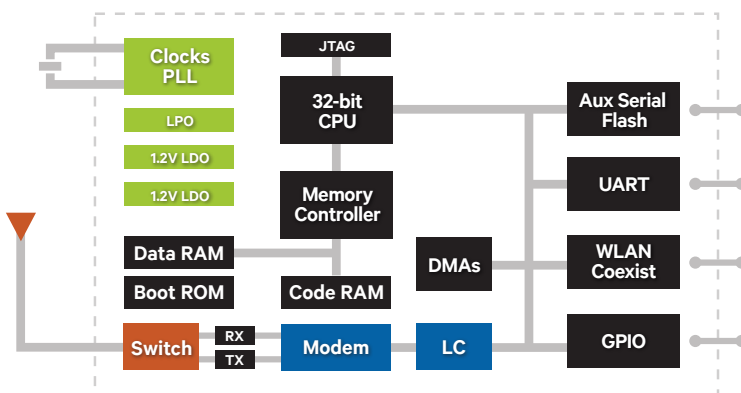 Clocks
PLL
LPO
1.2V LDO
1.2V LDO
JTAG
32-bit
CPU
Memory
Controller
Data RAM
Boot ROM
Code RAM
Switch
RX
TX
Modem
LC
DMAs
Aux Serial
Flash
UART
WLAN
Coexist
GPIO